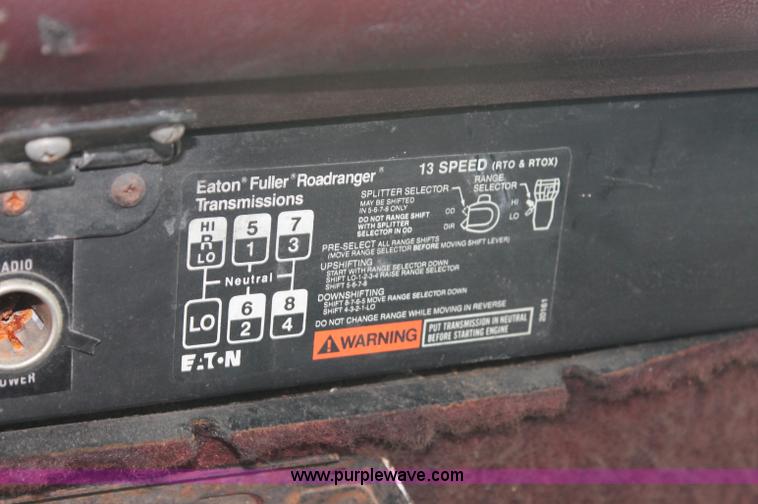 Eaton® Fuller® Roadranger®
Transmissions
13 SPEED (RTO & RTOX)
SPLITTER SELECTOR
MAY BE SHIFTED
IN 5-6-7-8 ONLY
DO NOT RANGE SHIFT
WITH SPLITTER
SELECTOR IN OD
OD
DIR
RANGE
SELECTOR
HI
LO
HI
R
LO
5
1
7
3
Neutral
LO
6
2
8
4
EATON
PRE-SELECT ALL RANGE SHIFTS
(MOVE RANGE SELECTOR BEFORE MOVING SHIFT LEVER)
UPSHIFTING
START WITH RANGE SELECTOR DOWN
SHIFT LO-1-2-3-4 RAISE RANGE SELECTOR
SHIFT 5-6-7-8
DOWNSHIFTING
SHIFT 8-7-6-5 MOVE RANGE SELECTOR DOWN
SHIFT 4-3-2-1-LO
DO NOT CHANGE RANGE WHILE MOVING IN REVERSE
WARNING
PUT TRANSMISSION IN NEUTRAL
BEFORE STARTING ENGINE
20161
ADIO
OWER
www.purplewave.com